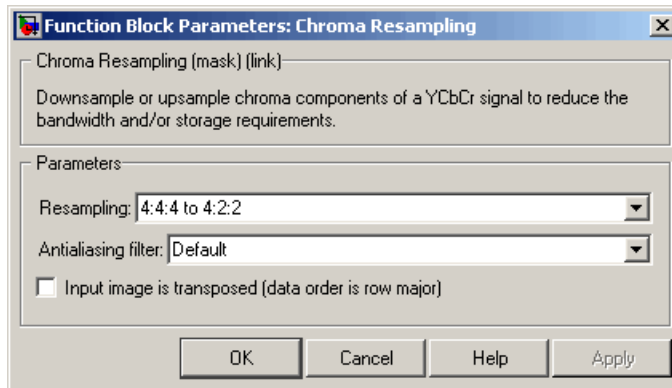 Function Block Parameters: Chroma Resampling
Chroma Resampling (mask) (link)
Downsample or upsample chroma components of a YCbCr signal to reduce the
bandwidth and/or storage requirements.
Parameters
Resampling: 4:4:4 to 4:2:2
Antialiasing filter: Default
Input image is transposed (data order is row major)
OK Cancel Help Apply